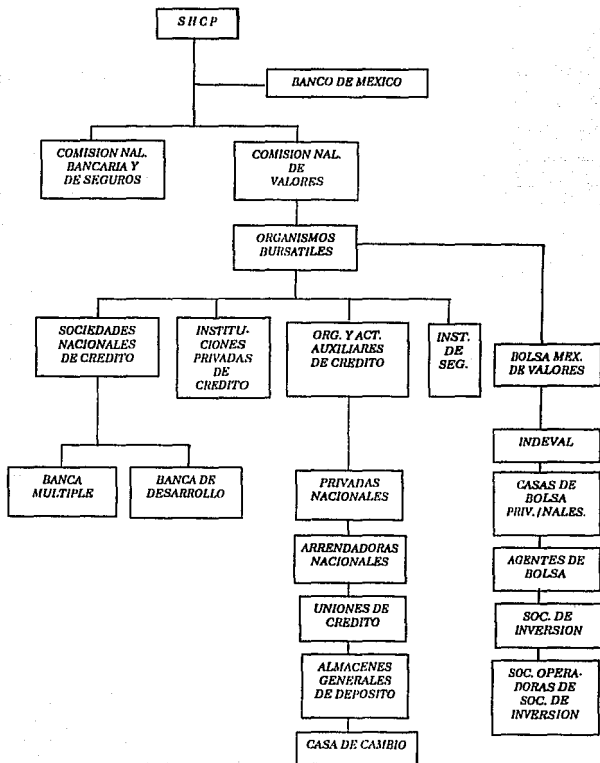 SHCP
BANCO DE MEXICO
COMISION NAL.
BANCARIA Y
DE SEGUROS
COMISION NAL.
DE
VALORES
ORGANISMOS
BURSATILES
SOCIEDADES
NACIONALES
DE CREDITO
INSTITU-
CIONES
PRIVADAS
DE
CREDITO
ORG. Y ACT.
AUXILIARES
DE CREDITO
INST.
DE
SEG.
BOLSA MEX.
DE VALORES
BANCA
MULTIPLE
BANCA DE
DESARROLLO
PRIVADAS
NACIONALES
ARRENDADORAS
NACIONALES
UNIONES DE
CREDITO
ALMACENES
GENERALES
DE DEPOSITO
CASA DE CAMBIO
INDEVAL
CASAS DE
BOLSA
PRIV./NALES.
AGENTES DE
BOLSA
SOC. DE
INVERSION
SOC. OPERA-
DORAS DE
SOC. DE
INVERSION